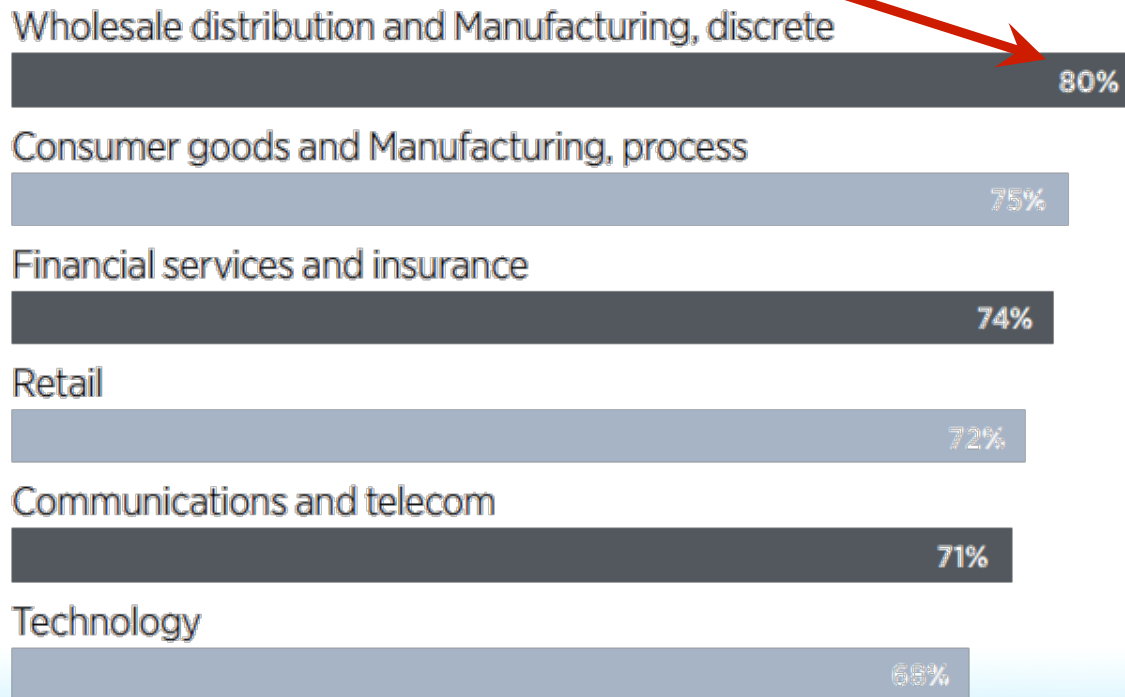 Wholesale distribution and Manufacturing, discrete
80%
Consumer goods and Manufacturing, process
75%
Financial services and insurance
74%
Retail
72%
Communications and telecom
71%
Technology
68%